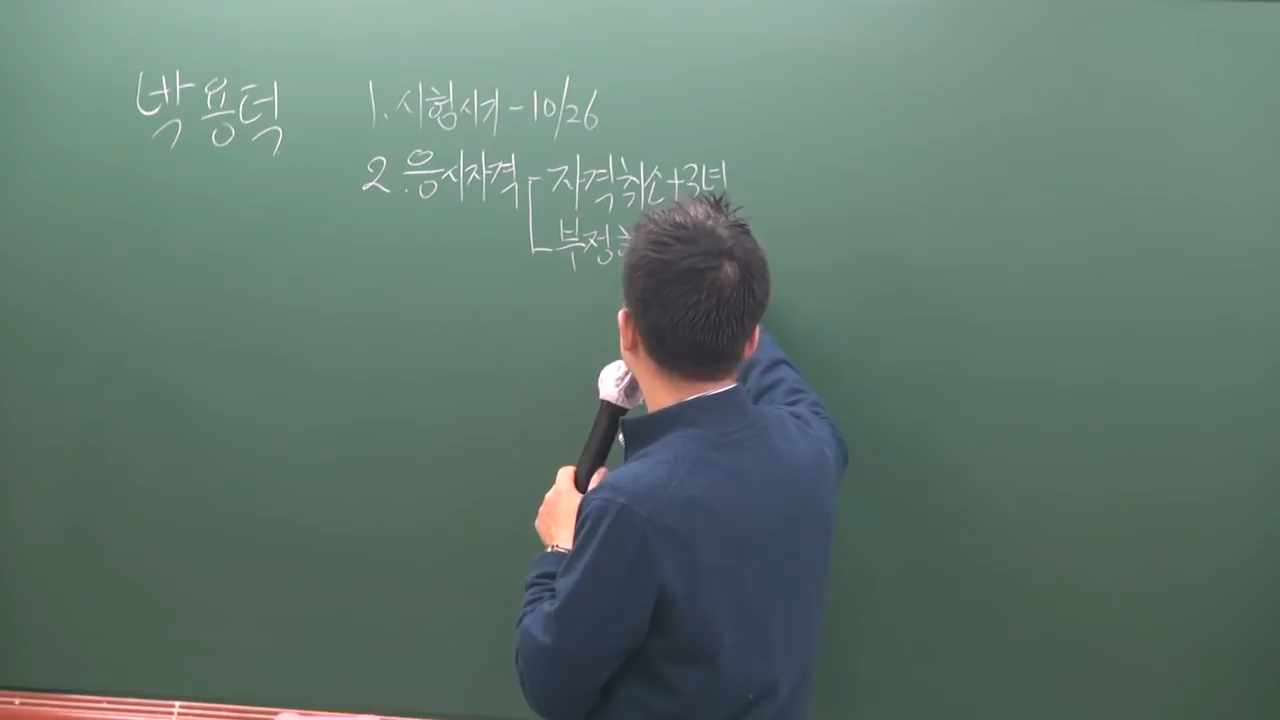 박용덕
1. 시험시기 - 10/26
2. 응시자격 - 자격취소+3년
부정